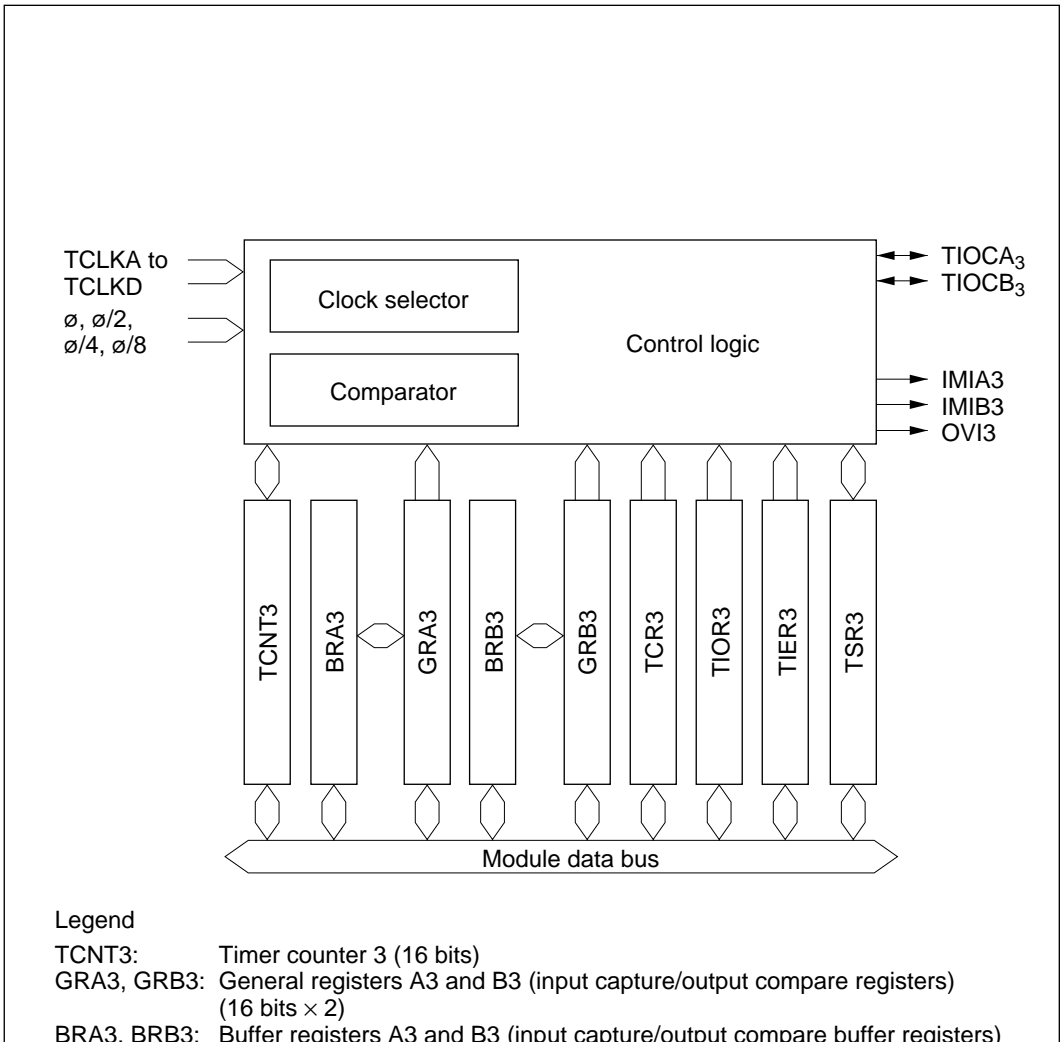 TCLKA to
TCLKD
ø, ø/2,
ø/4, ø/8
Clock selector
Comparator
Control logic
TIOCA3
TIOCB3
IMIA3
IMIB3
OVI3
TCNT3
BRA3
GRA3
BRB3
GRB3
TCR3
TIOR3
TIER3
TSR3
Module data bus
Legend
TCNT3: Timer counter 3 (16 bits)
GRA3, GRB3: General registers A3 and B3 (input capture/output compare registers)
(16 bits × 2)
BRA3, BRB3: Buffer registers A3 and B3 (input capture/output compare buffer registers)